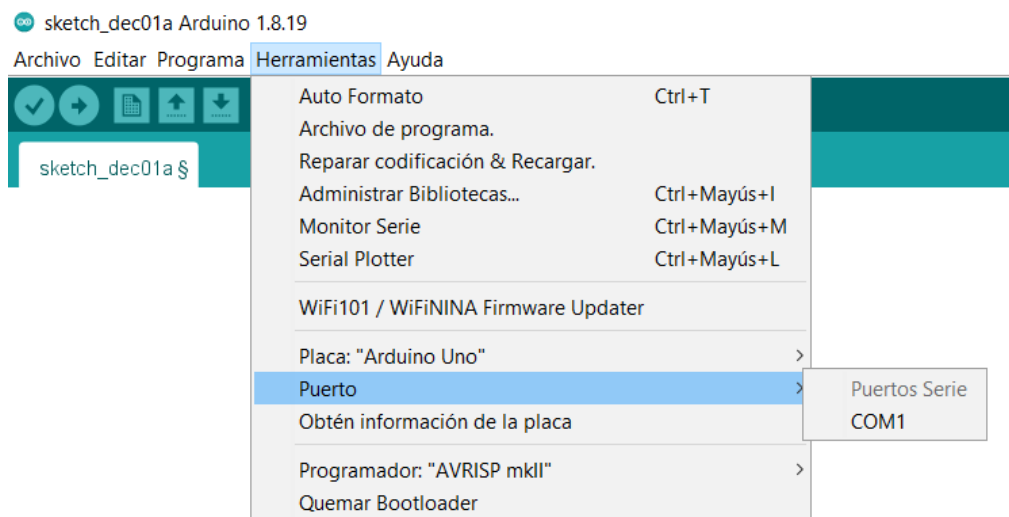 sketch_dec01a Arduino 1.8.19
Archivo Editar Programa Herramientas Ayuda
sketch_dec01a §
Auto Formato Ctrl+T
Archivo de programa.
Reparar codificación & Recargar.
Administrar Bibliotecas... Ctrl+Mayús+I
Monitor Serie Ctrl+Mayús+M
Serial Plotter Ctrl+Mayús+L
WiFi101 / WiFiNINA Firmware Updater
Placa: "Arduino Uno"
Puerto
Puertos Serie
COM1
Obtén información de la placa
Programador: "AVRISP mkII"
Quemar Bootloader